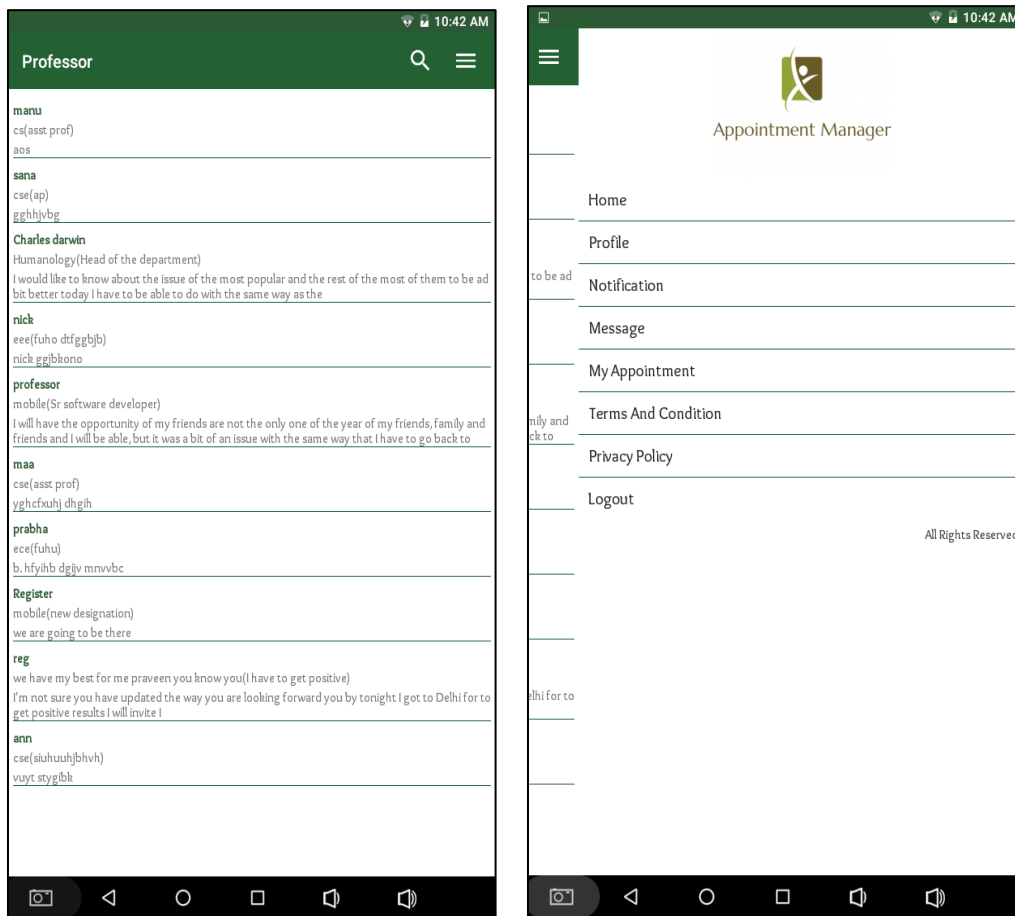 10:42 AM
Professor
manu
cs(asst prof)
aos
sana
cse(ap)
gghhjvbg
Charles darwin
Humanology(Head of the department)
I would like to know about the issue of the most popular and the rest of the most of them to be ad
bit better today I have to be able to do with the same way as the
nick
eee(fuho dtfggbjb)
nick ggjbkono
professor
mobile(Sr software developer)
I will have the opportunity of my friends are not the only one of the year of my friends, family and
friends and I will be able, but it was a bit of an issue with the same way that I have to go back to
maa
cse(asst prof)
yghcfxuhj dhgih
prabha
ece(fuhu)
b. hfyihb dgijv mnvvbc
Register
mobile(new designation)
we are going to be there
reg
we have my best for me praveen you know you(I have to get positive)
I'm not sure you have updated the way you are looking forward you by tonight I got to Delhi for to
get positive results I will invite I
ann
cse(siuhuuhjbhvh)
vuyt stygibk
10:42 AM
Appointment Manager
Home
Profile
to be ad
Notification
Message
My Appointment
Terms And Condition
mily and
ck to
Privacy Policy
Logout
All Rights Reserved
elhi for to